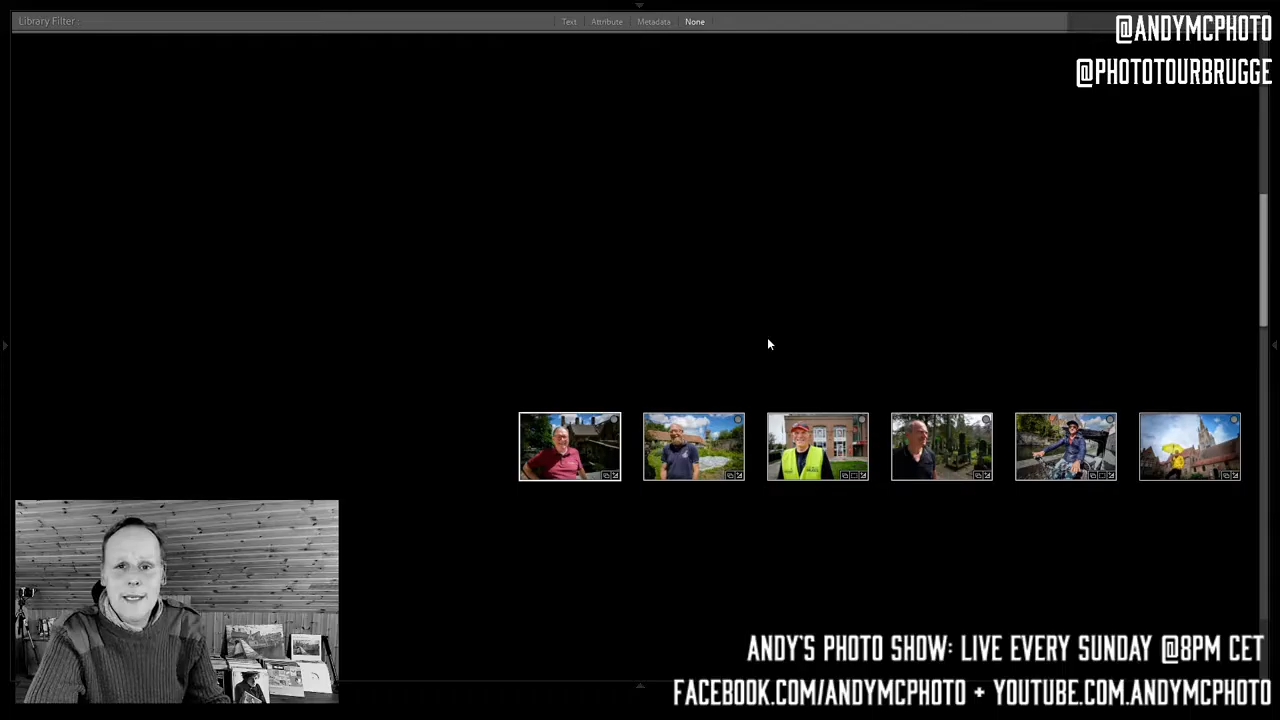 Library Filter :
Text Attribute Metadata None
@ANDYMCPHOTO
@PHOTOTOURBRUGGE
ANDY'S PHOTO SHOW: LIVE EVERY SUNDAY @8PM CET
FACEBOOK.COM/ANDYMCPHOTO + YOUTUBE.COM.ANDYMCPHOTO